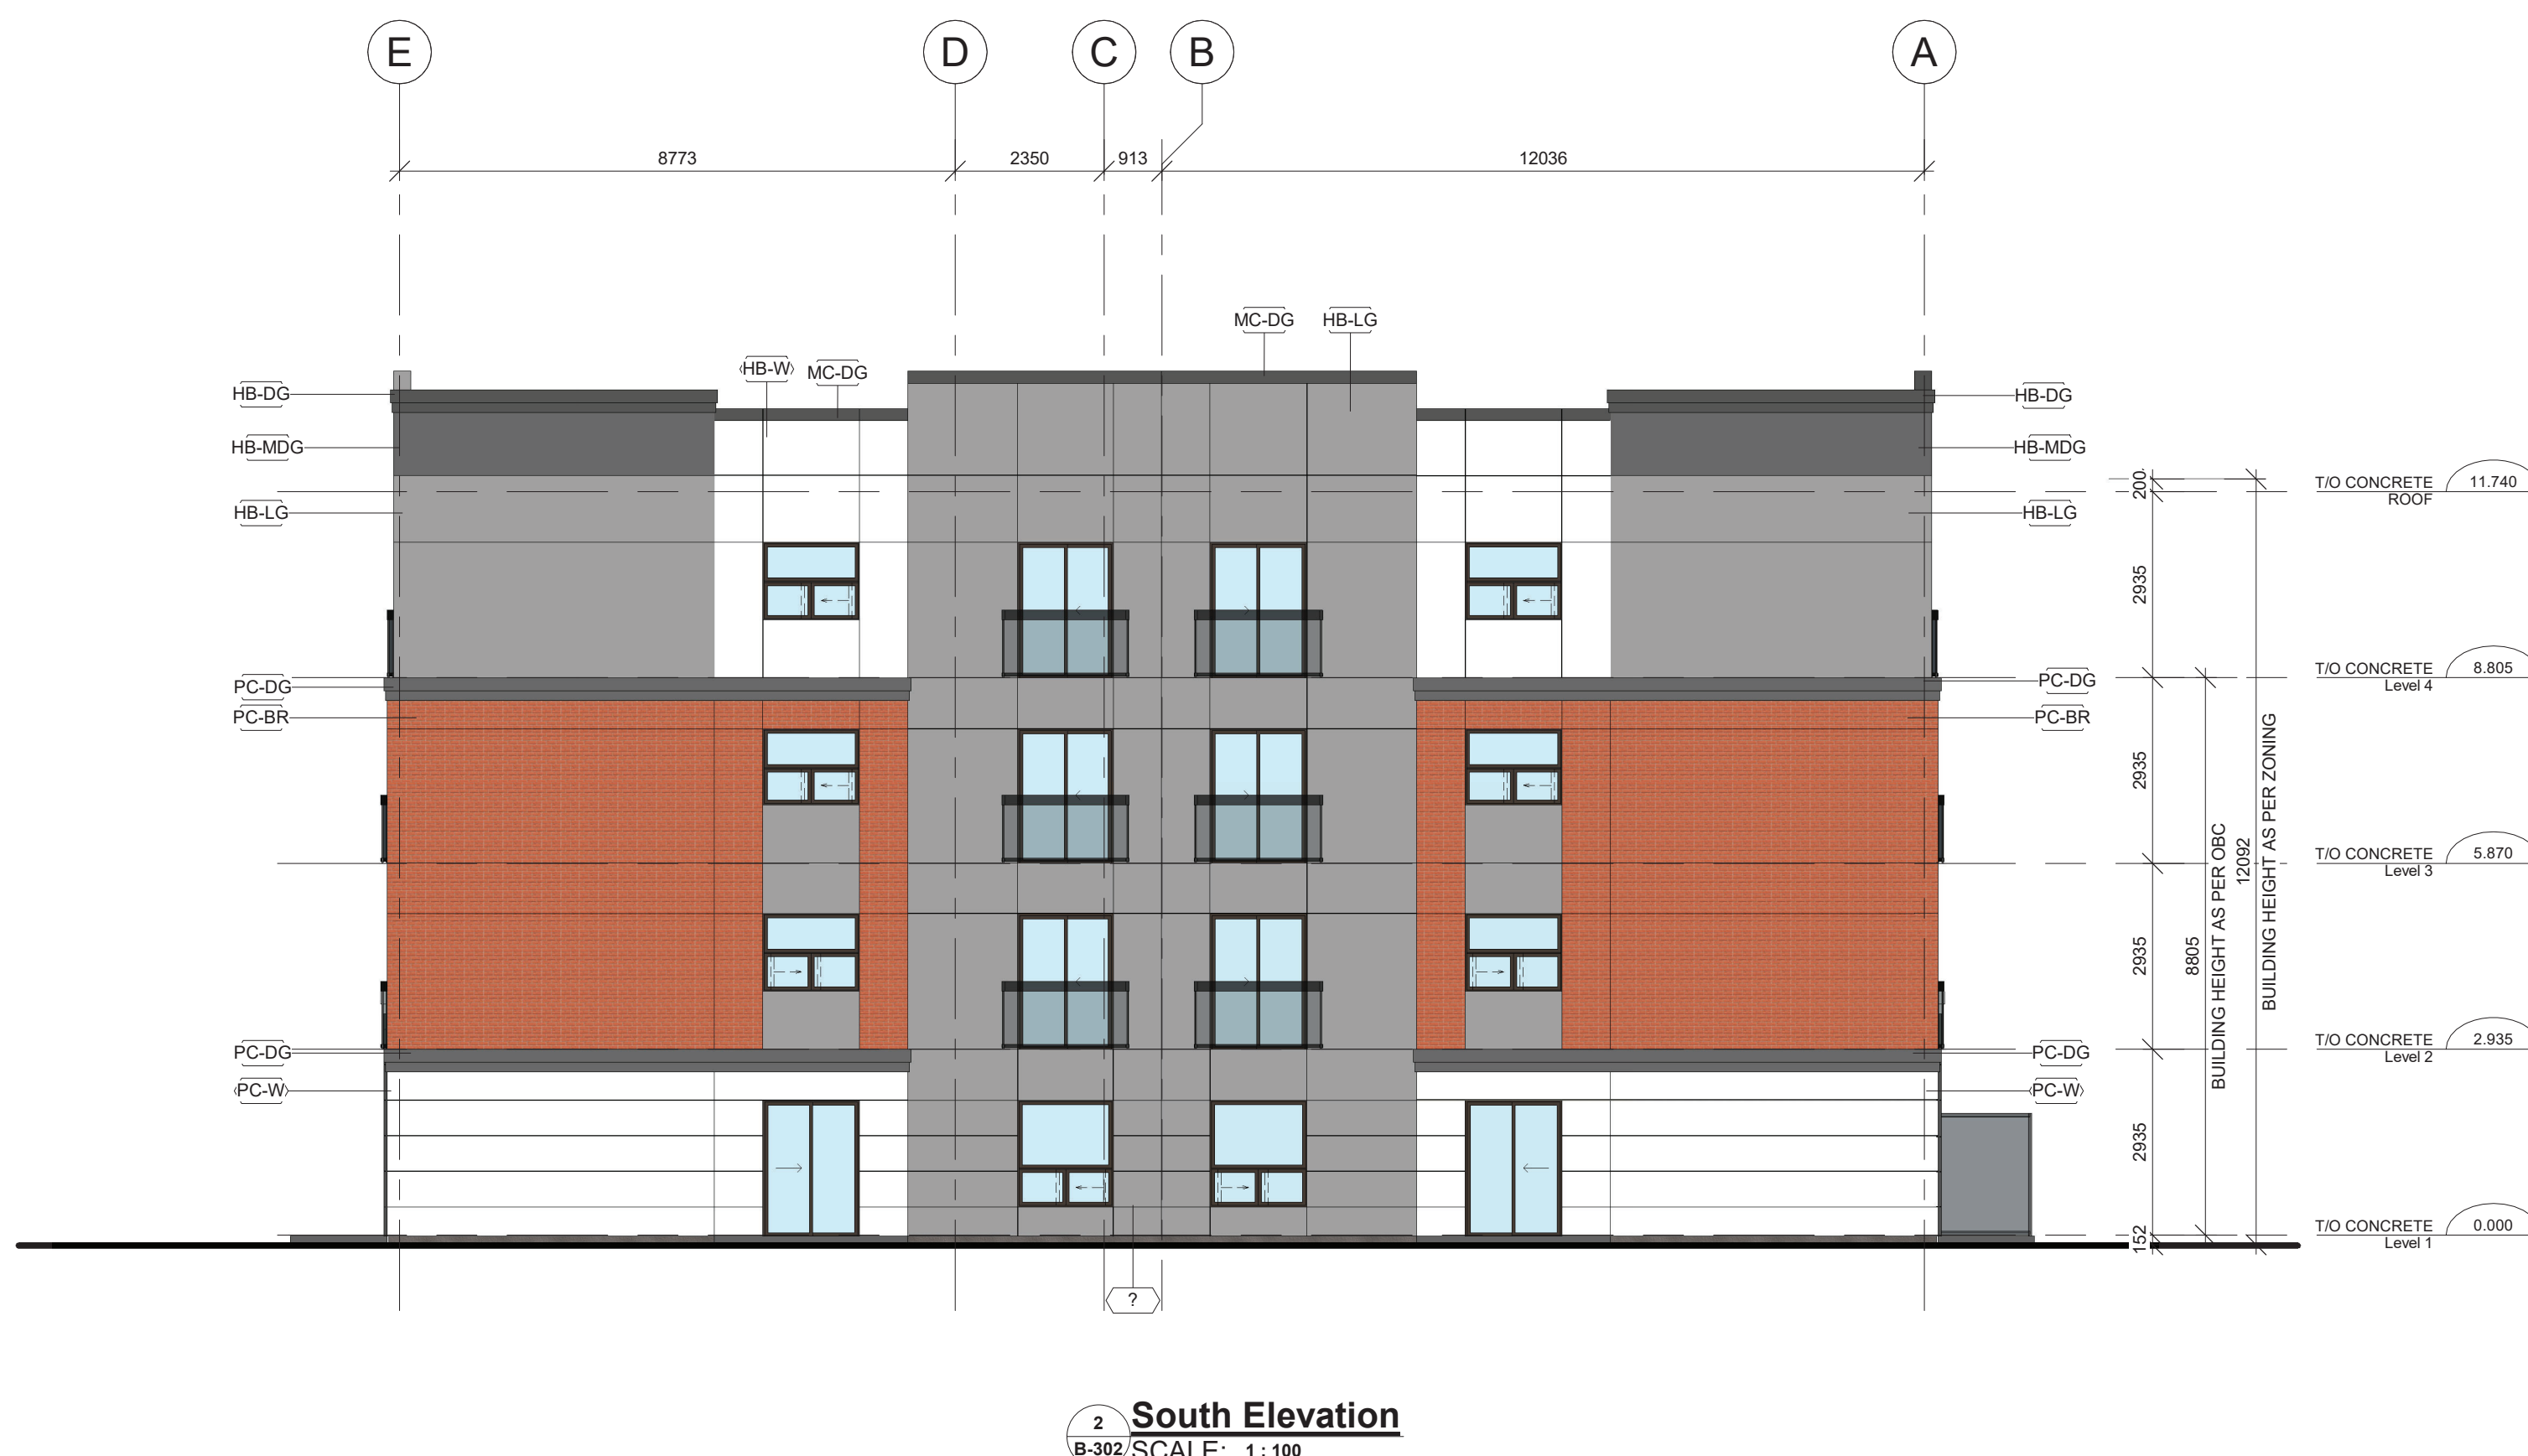 E
D
C
B
A
8773
2350
913
12036
MC-DG
HB-LG
HB-W
MC-DG
HB-DG
HB-DG
HB-MDG
HB-MDG
HB-LG
HB-LG
200
T/O CONCRETE
ROOF
11.740
2935
PC-DG
PC-DG
T/O CONCRETE
Level 4
8.805
PC-BR
PC-BR
2935
BUILDING HEIGHT AS PER ZONING
12092
BUILDING HEIGHT AS PER OBC
8805
T/O CONCRETE
Level 3
5.870
2935
PC-DG
PC-DG
T/O CONCRETE
Level 2
2.935
PC-W
PC-W
2935
152
T/O CONCRETE
Level 1
0.000
?
2
B-302
South Elevation
SCALE: 1 : 100